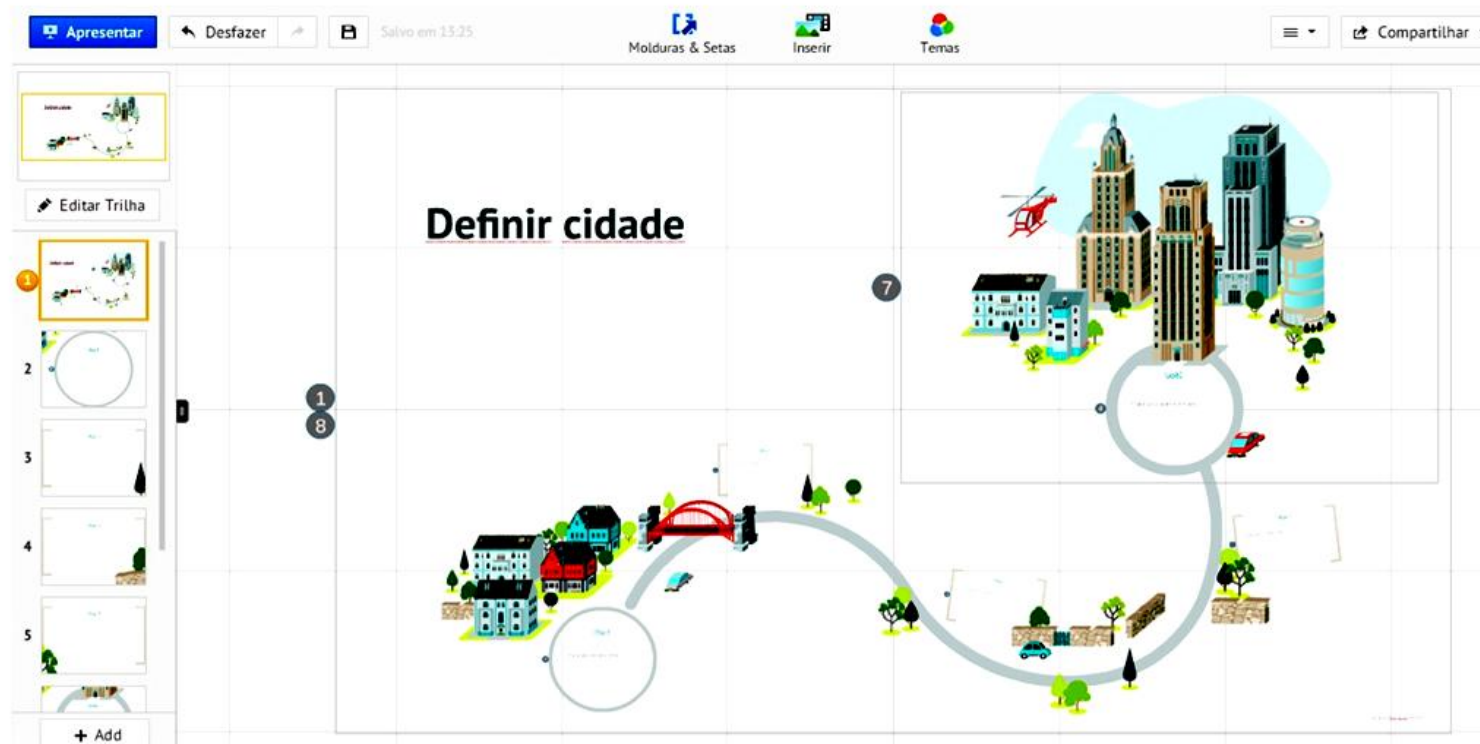 Apresentar
Desfazer
Salvo em 13:25
Molduras & Setas
Inserir
Temas
Compartilhar
Editar Trilha
Definir cidade
1
2
3
4
5
+ Add
7
1
8